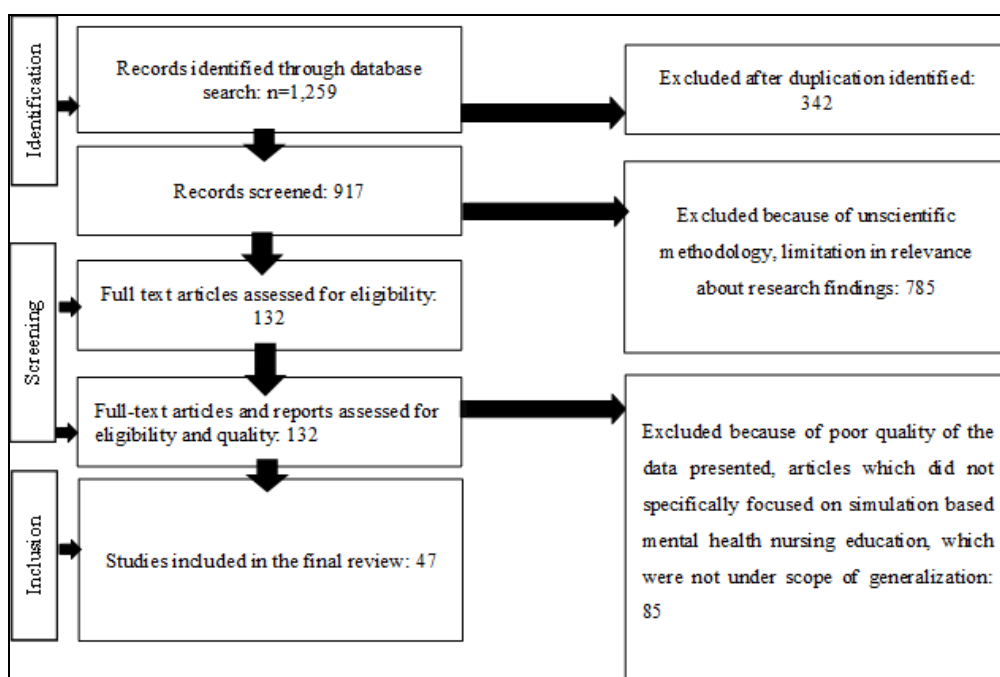 Identification
Records identified through database
search: n=1,259
Excluded after duplication identified:
342
Records screened: 917
Excluded because of unscientific
methodology, limitation in relevance
about research findings: 785
Screening
Full text articles assessed for eligibility:
132
Full-text articles and reports assessed for
eligibility and quality: 132
Excluded because of poor quality of the
data presented, articles which did not
specifically focused on simulation based
mental health nursing education, which
were not under scope of generalization:
85
Inclusion
Studies included in the final review: 47